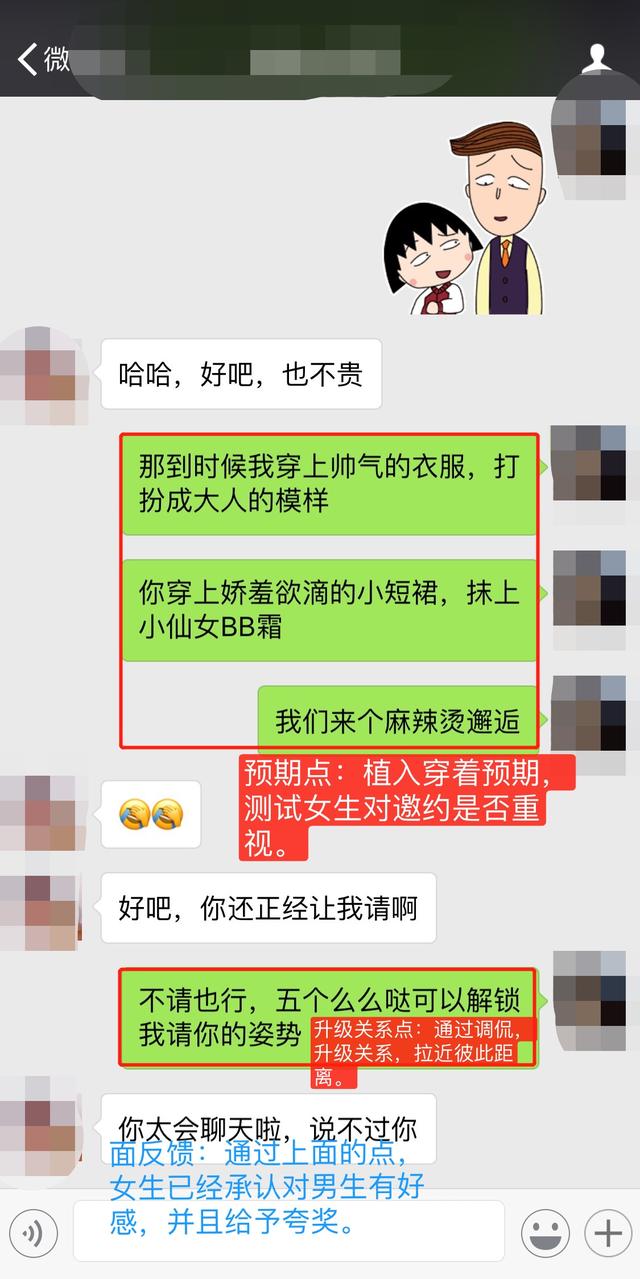 微
哈哈，好吧，也不贵
那到时候我穿上帅气的衣服，打
扮成大人的模样
你穿上娇羞欲滴的小短裙，抹上
小仙女BB霜
我们来个麻辣烫邂逅
预期点：植入穿着预期，
测试女生对邀约是否重
视。
好吧，你还正经让我请啊
不请也行，五个么么哒可以解锁
我请你的姿势
升级关系点：通过调侃，
升级关系，拉近彼此距
离。
你太会聊天啦，说不过你
面反馈：通过上面的点，
女生已经承认对男生有好
感，并且给予夸奖。